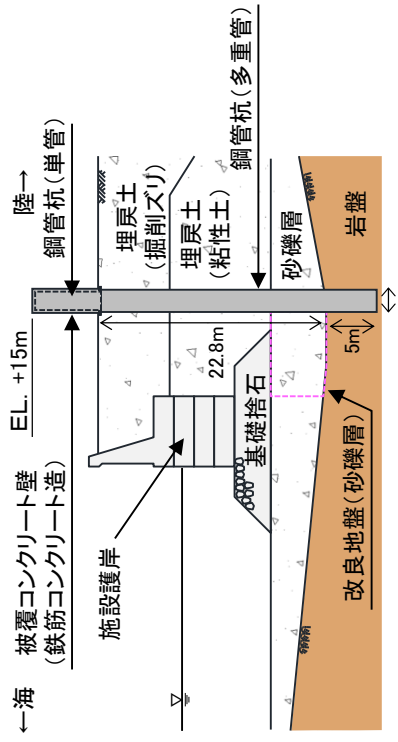 ←海
陸→
被覆コンクリート壁
(鉄筋コンクリート造)
EL. +15m
鋼管杭(単管)
鋼管杭(多重管)
施設護岸
埋戻土
(掘削ズリ)
埋戻土
(粘性土)
22.8m
基礎捨石
砂礫層
岩盤
5m
改良地盤(砂礫層)